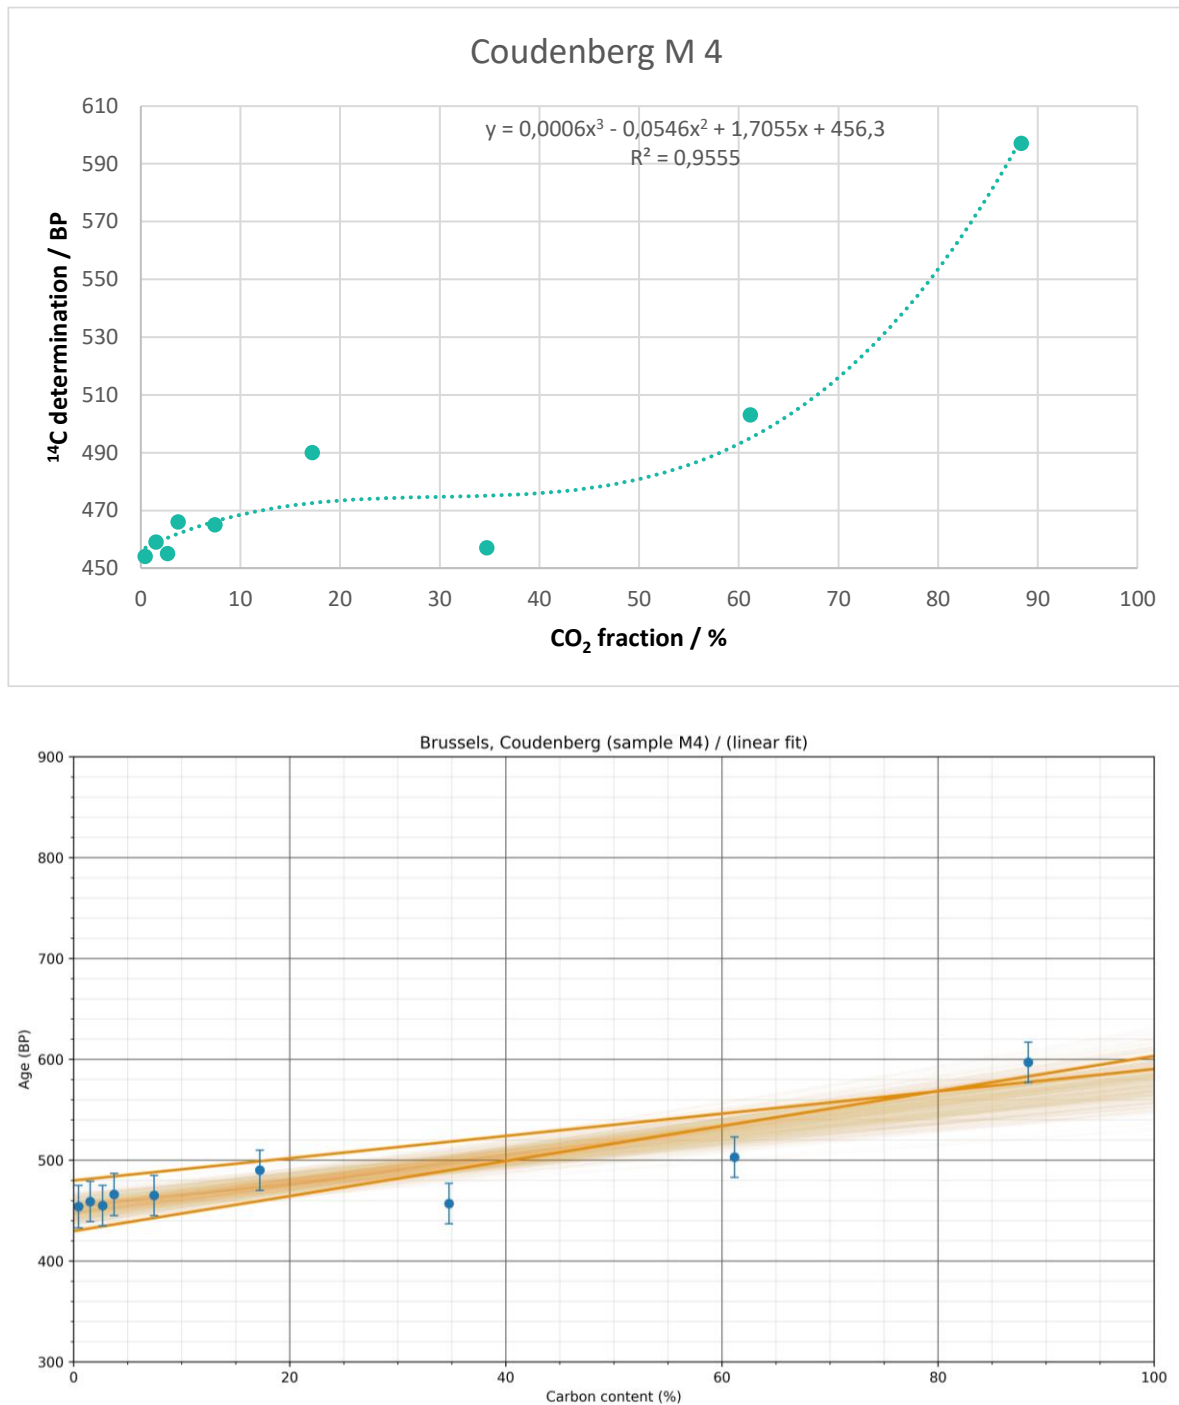 Coudenberg M 4
y = 0,0006x³ - 0,0546x² + 1,7055x + 456,3
R² = 0,9555
610
590
570
550
530
510
490
470
450
¹⁴C determination / BP
0 10 20 30 40 50 60 70 80 90 100
CO₂ fraction / %
Brussels, Coudenberg (sample M4) / (linear fit)
900
800
700
600
500
400
300
Age (BP)
0 20 40 60 80 100
Carbon content (%)